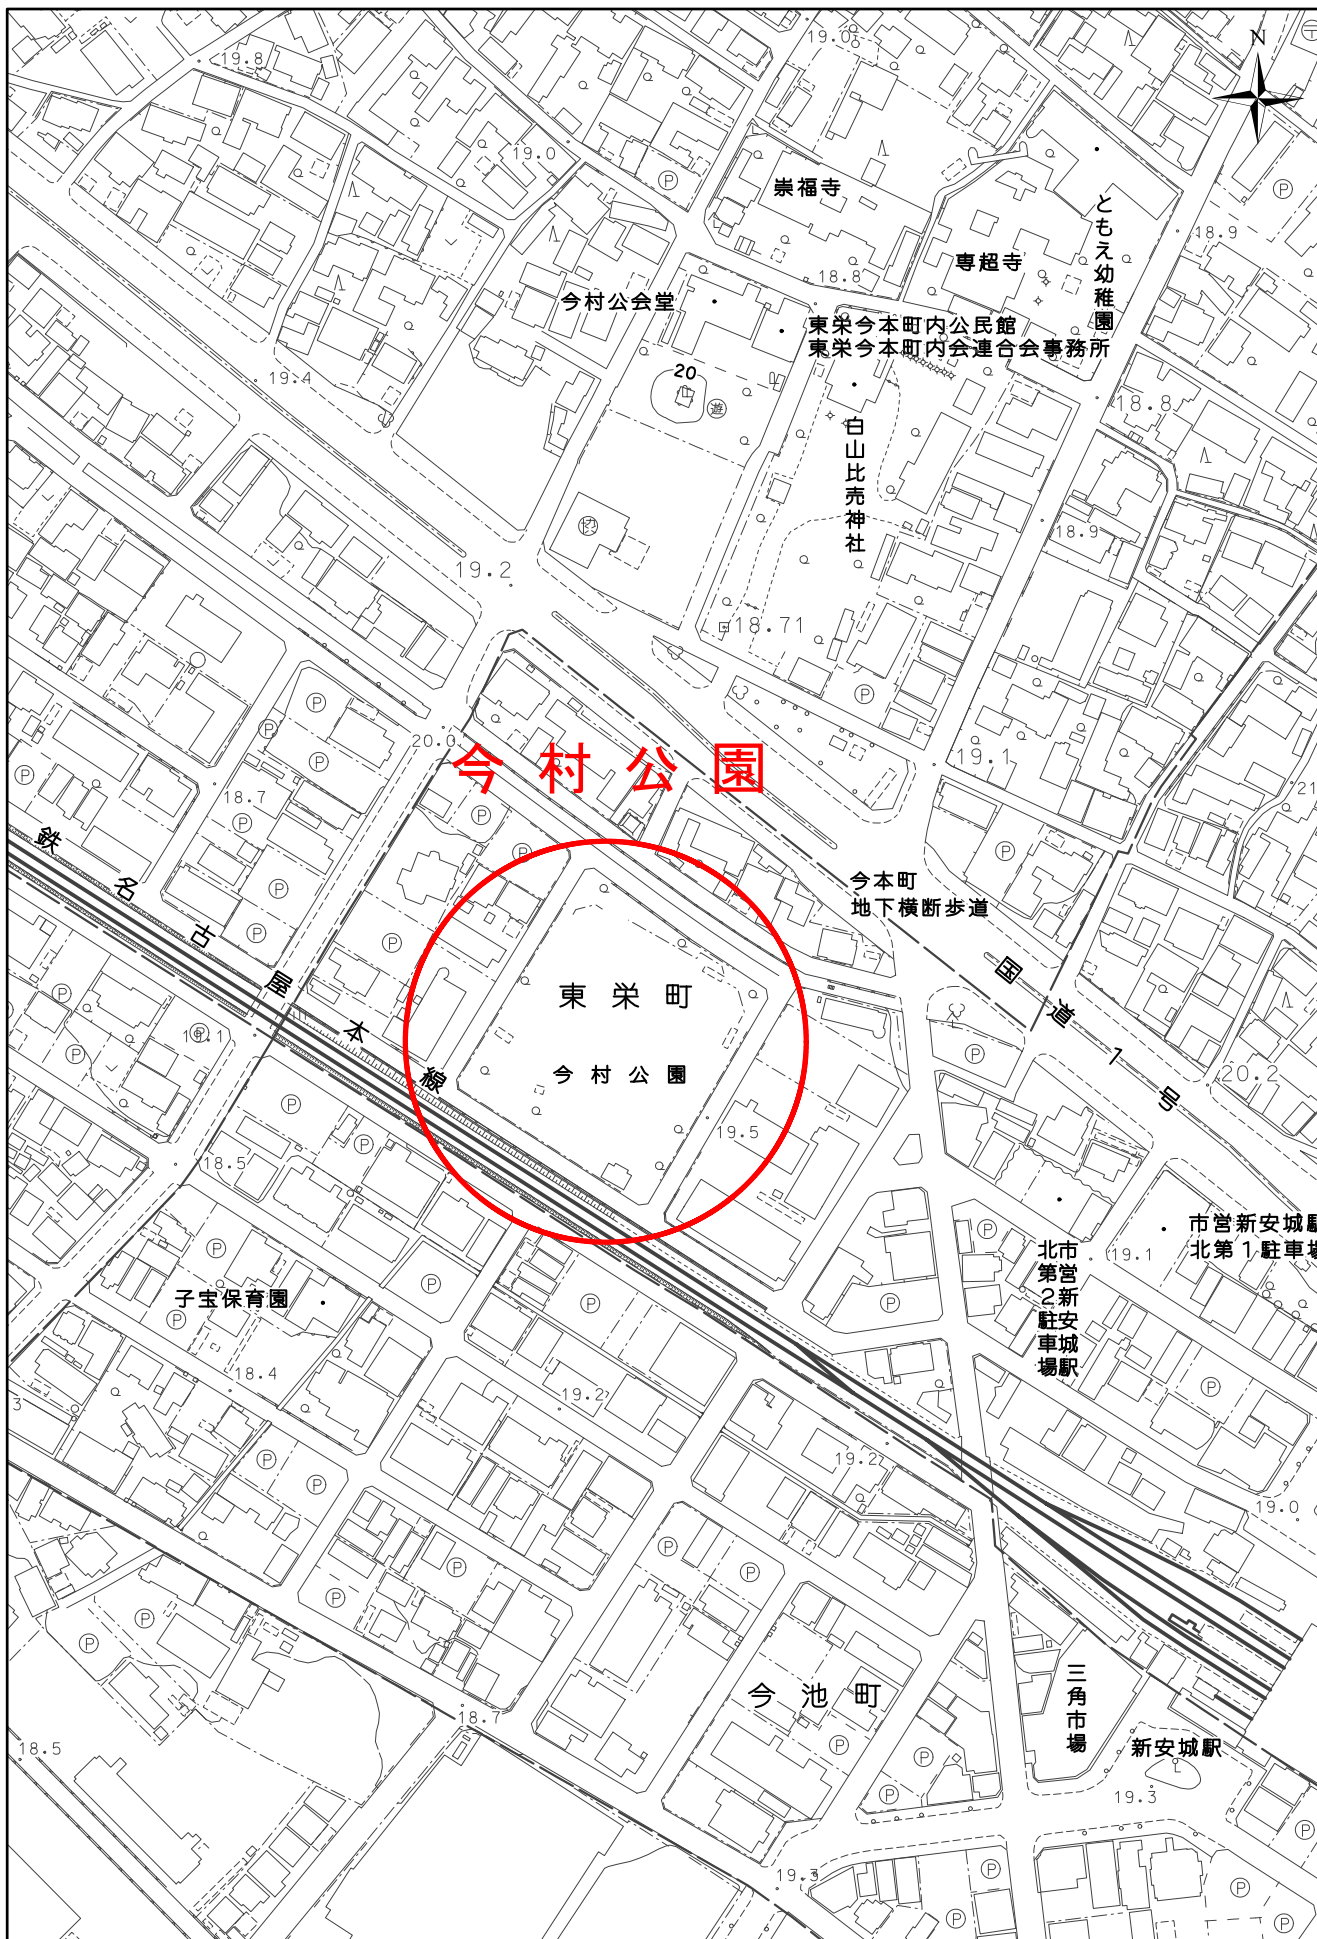 N
19.0
19.8
19.0
Ⓟ
Ⓟ
崇福寺
ともえ幼稚園
18.9
専超寺
18.8
今村公会堂
東栄今本町内公民館
東栄今本町内会連合会事務所
20
遊
19.4
18.8
白山比売神社
協
18.9
19.2
18.71
Ⓟ
Ⓟ
Ⓟ
Ⓟ
20.0
今村公園
19.1
Ⓟ
18.7
21
Ⓟ
Ⓟ
Ⓟ
Ⓟ
鉄名古屋本線
Ⓟ
今本町
地下横断歩道
Ⓟ
Ⓟ
国道1号
Ⓟ
東栄町
Ⓟ
19.1
Ⓟ
Ⓟ
今村公園
20.2
Ⓟ
Ⓟ
19.5
18.5
市営新安城駅
北第1駐車場
市営新安城駅
北第2駐車場
19.1
Ⓟ
Ⓟ
Ⓟ
子宝保育園
Ⓟ
Ⓟ
Ⓟ
18.4
19.2
Ⓟ
3
19.2
Ⓟ
Ⓟ
19.0
Ⓟ
Ⓟ
Ⓟ
Ⓟ
Ⓟ
Ⓟ
三角市場
今池町
18.7
18.5
Ⓟ
Ⓟ
新安城駅
19.3
Ⓟ
Ⓟ
19.3
Ⓟ
Ⓟ
Ⓟ
Ⓟ